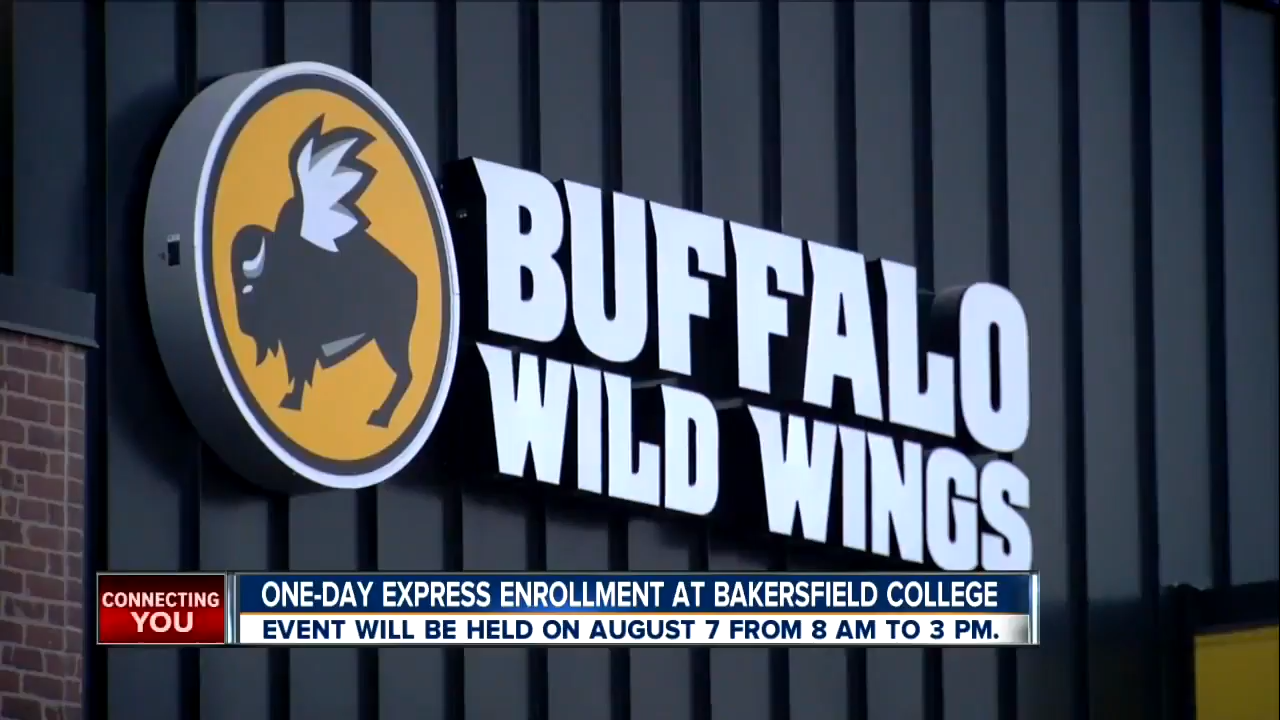 BUFFALO
WILD WINGS
CONNECTING
YOU
ONE-DAY EXPRESS ENROLLMENT AT BAKERSFIELD COLLEGE
EVENT WILL BE HELD ON AUGUST 7 FROM 8 AM TO 3 PM.